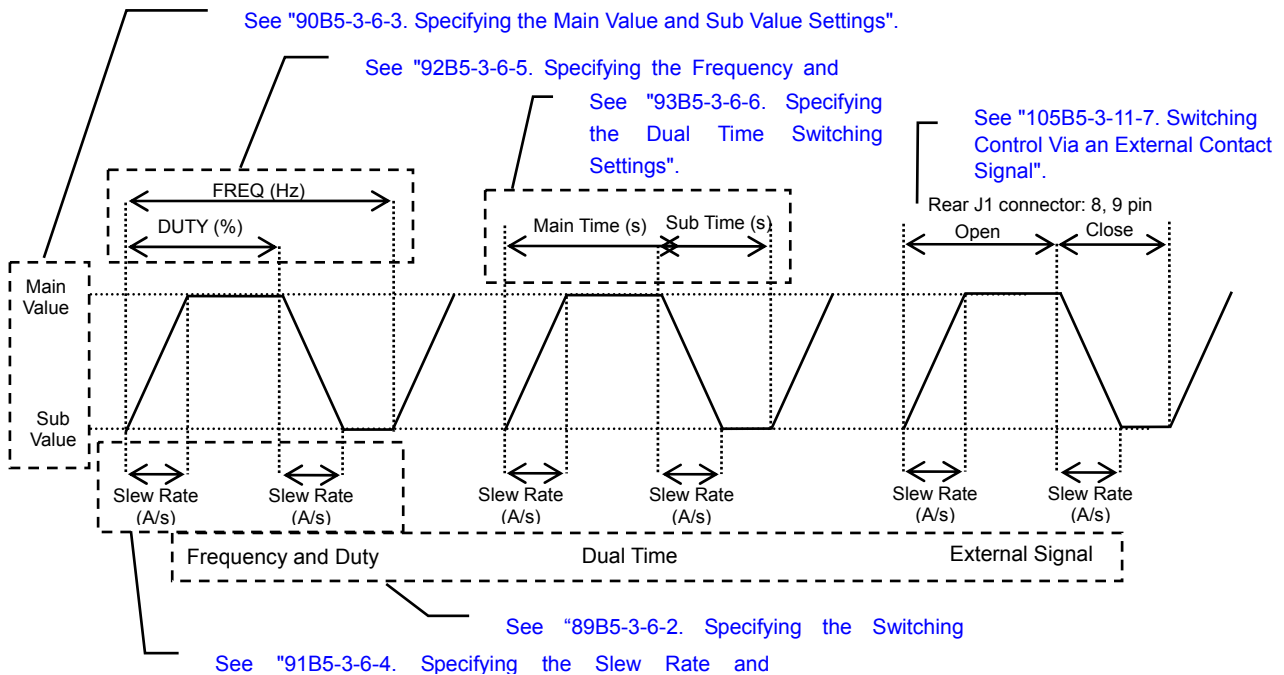 See "90B5-3-6-3. Specifying the Main Value and Sub Value Settings".
See "92B5-3-6-5. Specifying the Frequency and
See "93B5-3-6-6. Specifying
the Dual Time Switching
Settings".
See "105B5-3-11-7. Switching
Control Via an External Contact
Signal".
FREQ (Hz)
DUTY (%)
Main Time (s)
Sub Time (s)
Rear J1 connector: 8, 9 pin
Open
Close
Main
Value
Sub
Value
Slew Rate
(A/s)
Slew Rate
(A/s)
Slew Rate
(A/s)
Slew Rate
(A/s)
Slew Rate
(A/s)
Slew Rate
(A/s)
Frequency and Duty
Dual Time
External Signal
See “89B5-3-6-2. Specifying the Switching
See "91B5-3-6-4. Specifying the Slew Rate and